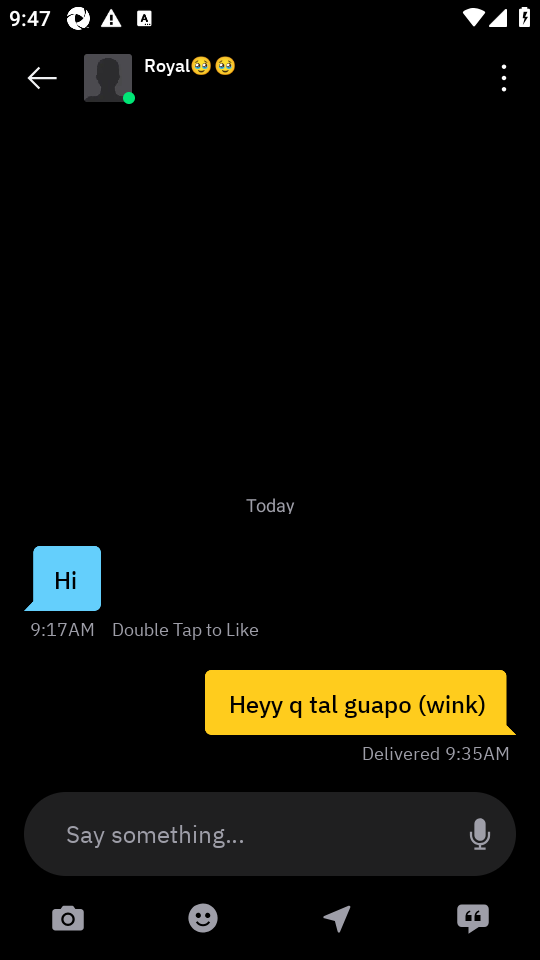 9:47
Royal🥹🥹
Today
Hi
9:17AM Double Tap to Like
Heyy q tal guapo (wink)
Delivered 9:35AM
Say something...